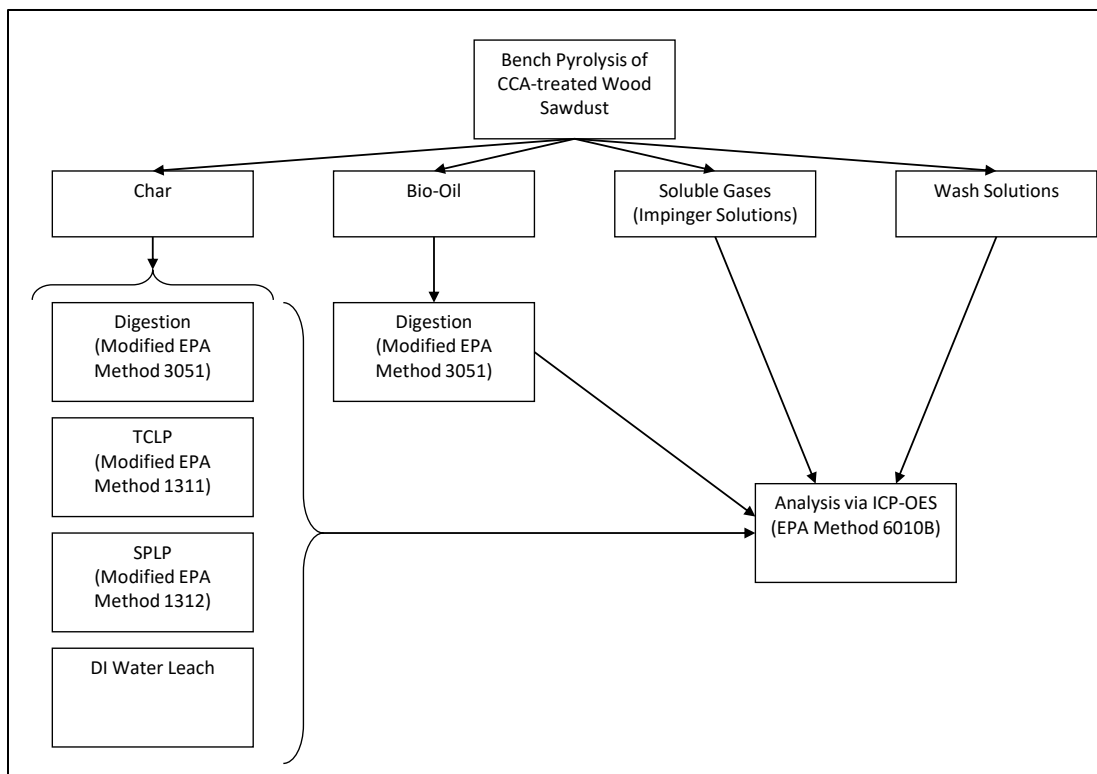 Bench Pyrolysis of
CCA-treated Wood
Sawdust
Char
Bio-Oil
Soluble Gases
(Impinger Solutions)
Wash Solutions
Digestion
(Modified EPA
Method 3051)
Digestion
(Modified EPA
Method 3051)
TCLP
(Modified EPA
Method 1311)
Analysis via ICP-OES
(EPA Method 6010B)
SPLP
(Modified EPA
Method 1312)
DI Water Leach